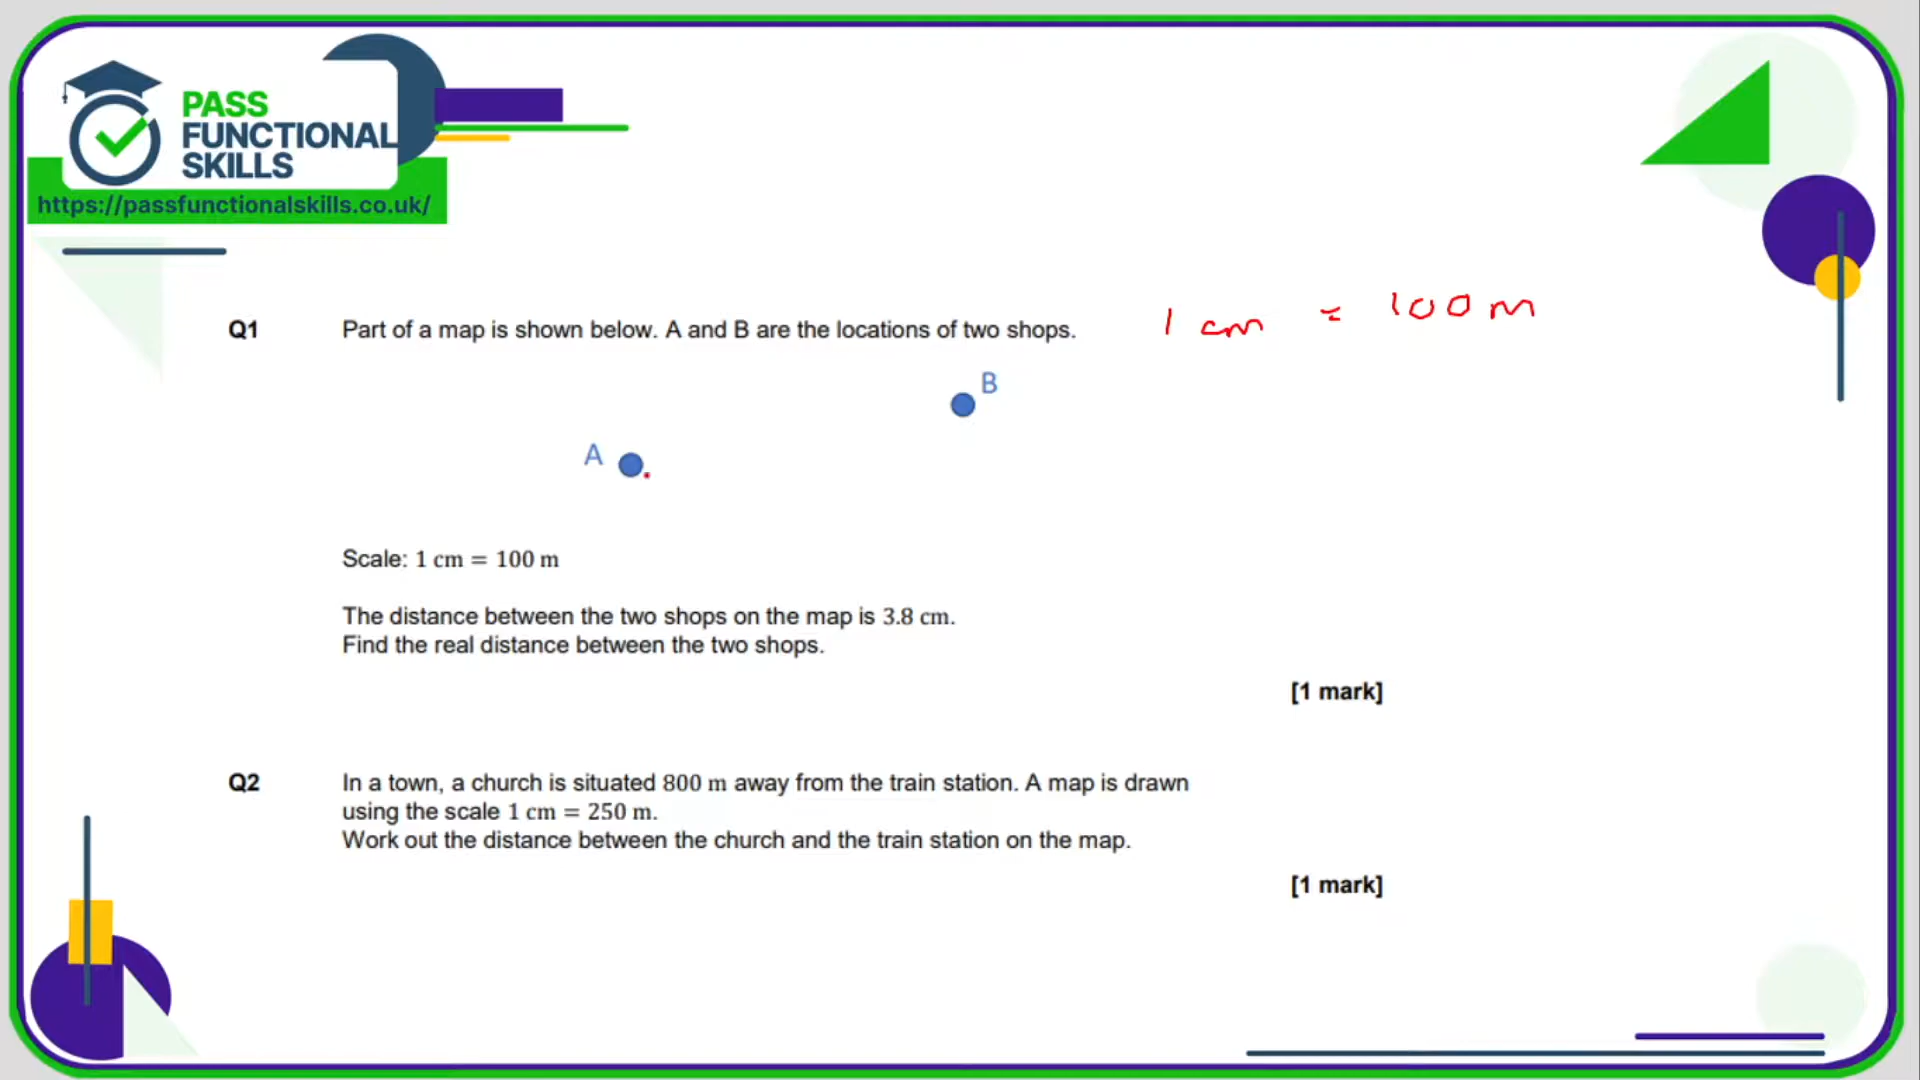 PASS
FUNCTIONAL
SKILLS
https://passfunctionalskills.co.uk/
Q1 Part of a map is shown below. A and B are the locations of two shops.
1 cm = 100 m
B
A
Scale: 1 cm = 100 m
The distance between the two shops on the map is 3.8 cm.
Find the real distance between the two shops.
[1 mark]
Q2 In a town, a church is situated 800 m away from the train station. A map is drawn
using the scale 1 cm = 250 m.
Work out the distance between the church and the train station on the map.
[1 mark]